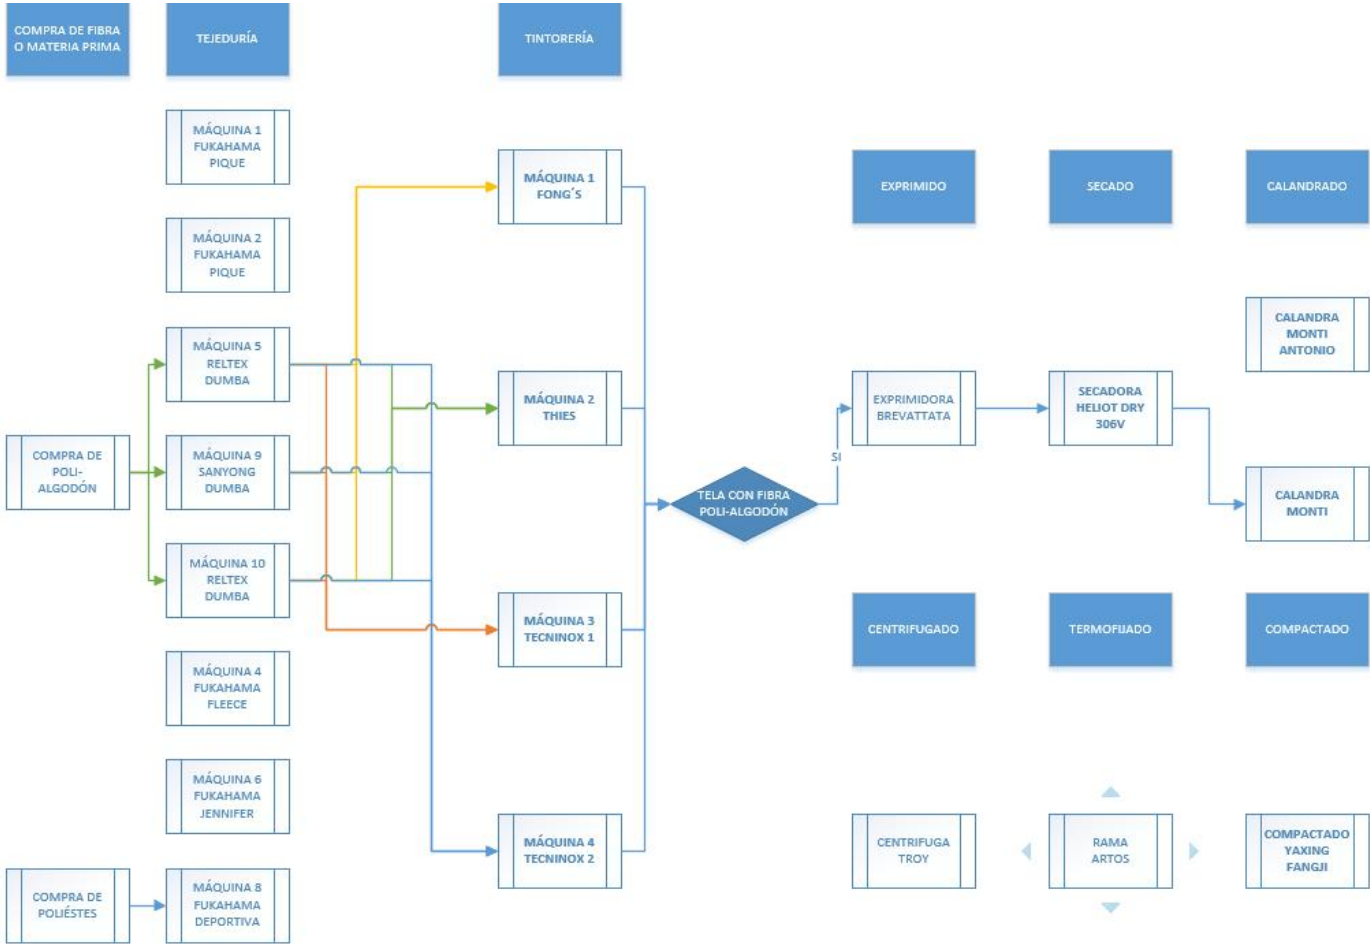 COMPRA DE FIBRA
O MATERIA PRIMA
TEJEDURÍA
TINTORERÍA
MÁQUINA 1
FUKAHAMA
PIQUE
MÁQUINA 2
FUKAHAMA
PIQUE
MÁQUINA 5
RELTEX
DUMBA
COMPRA DE
POLI-
ALGODÓN
MÁQUINA 9
SANYONG
DUMBA
MÁQUINA 10
RELTEX
DUMBA
MÁQUINA 4
FUKAHAMA
FLEECE
MÁQUINA 6
FUKAHAMA
JENNIFER
COMPRA DE
POLIÉSTES
MÁQUINA 8
FUKAHAMA
DEPORTIVA
MÁQUINA 1
FONG´S
MÁQUINA 2
THIES
MÁQUINA 3
TECNINOX 1
MÁQUINA 4
TECNINOX 2
TELA CON FIBRA
POLI-ALGODÓN
SI
EXPRIMIDO
SECADO
CALANDRADO
CALANDRA
MONTI
ANTONIO
EXPRIMIDORA
BREVATTATA
SECADORA
HELIOT DRY
306V
CALANDRA
MONTI
CENTRIFUGADO
TERMOFIJADO
COMPACTADO
CENTRIFUGA
TROY
RAMA
ARTOS
COMPACTADO
YAXING
FANGJI